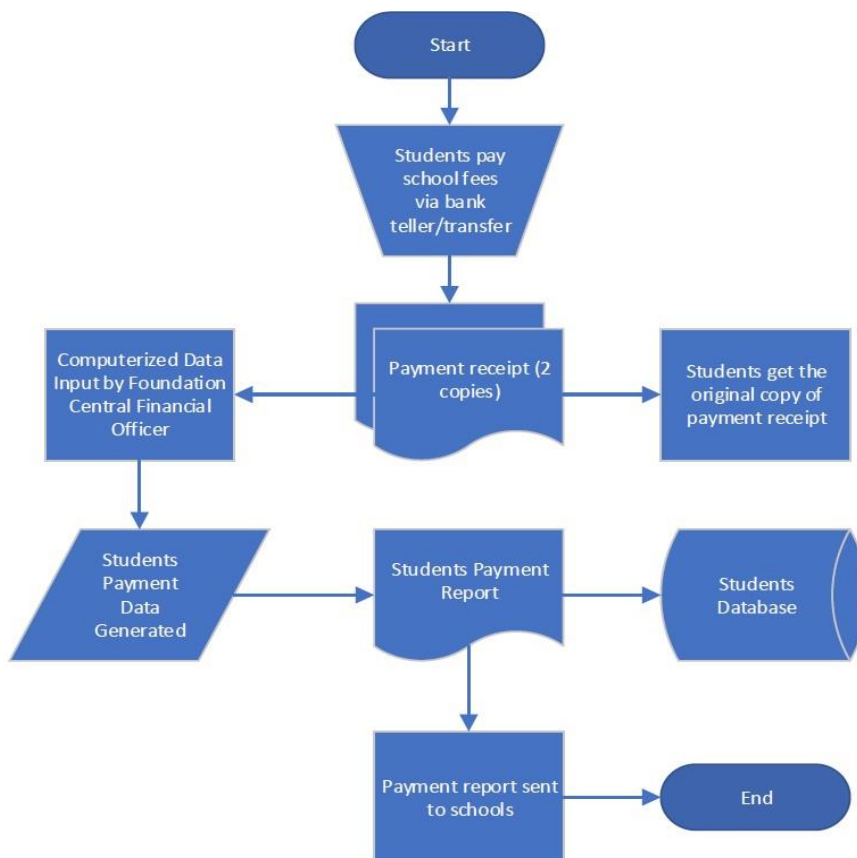 Start
Students pay
school fees
via bank
teller/transfer
Payment receipt (2
copies)
Computerized Data
Input by Foundation
Central Financial
Officer
Students get the
original copy of
payment receipt
Students
Payment
Data
Generated
Students Payment
Report
Students
Database
Payment report sent
to schools
End